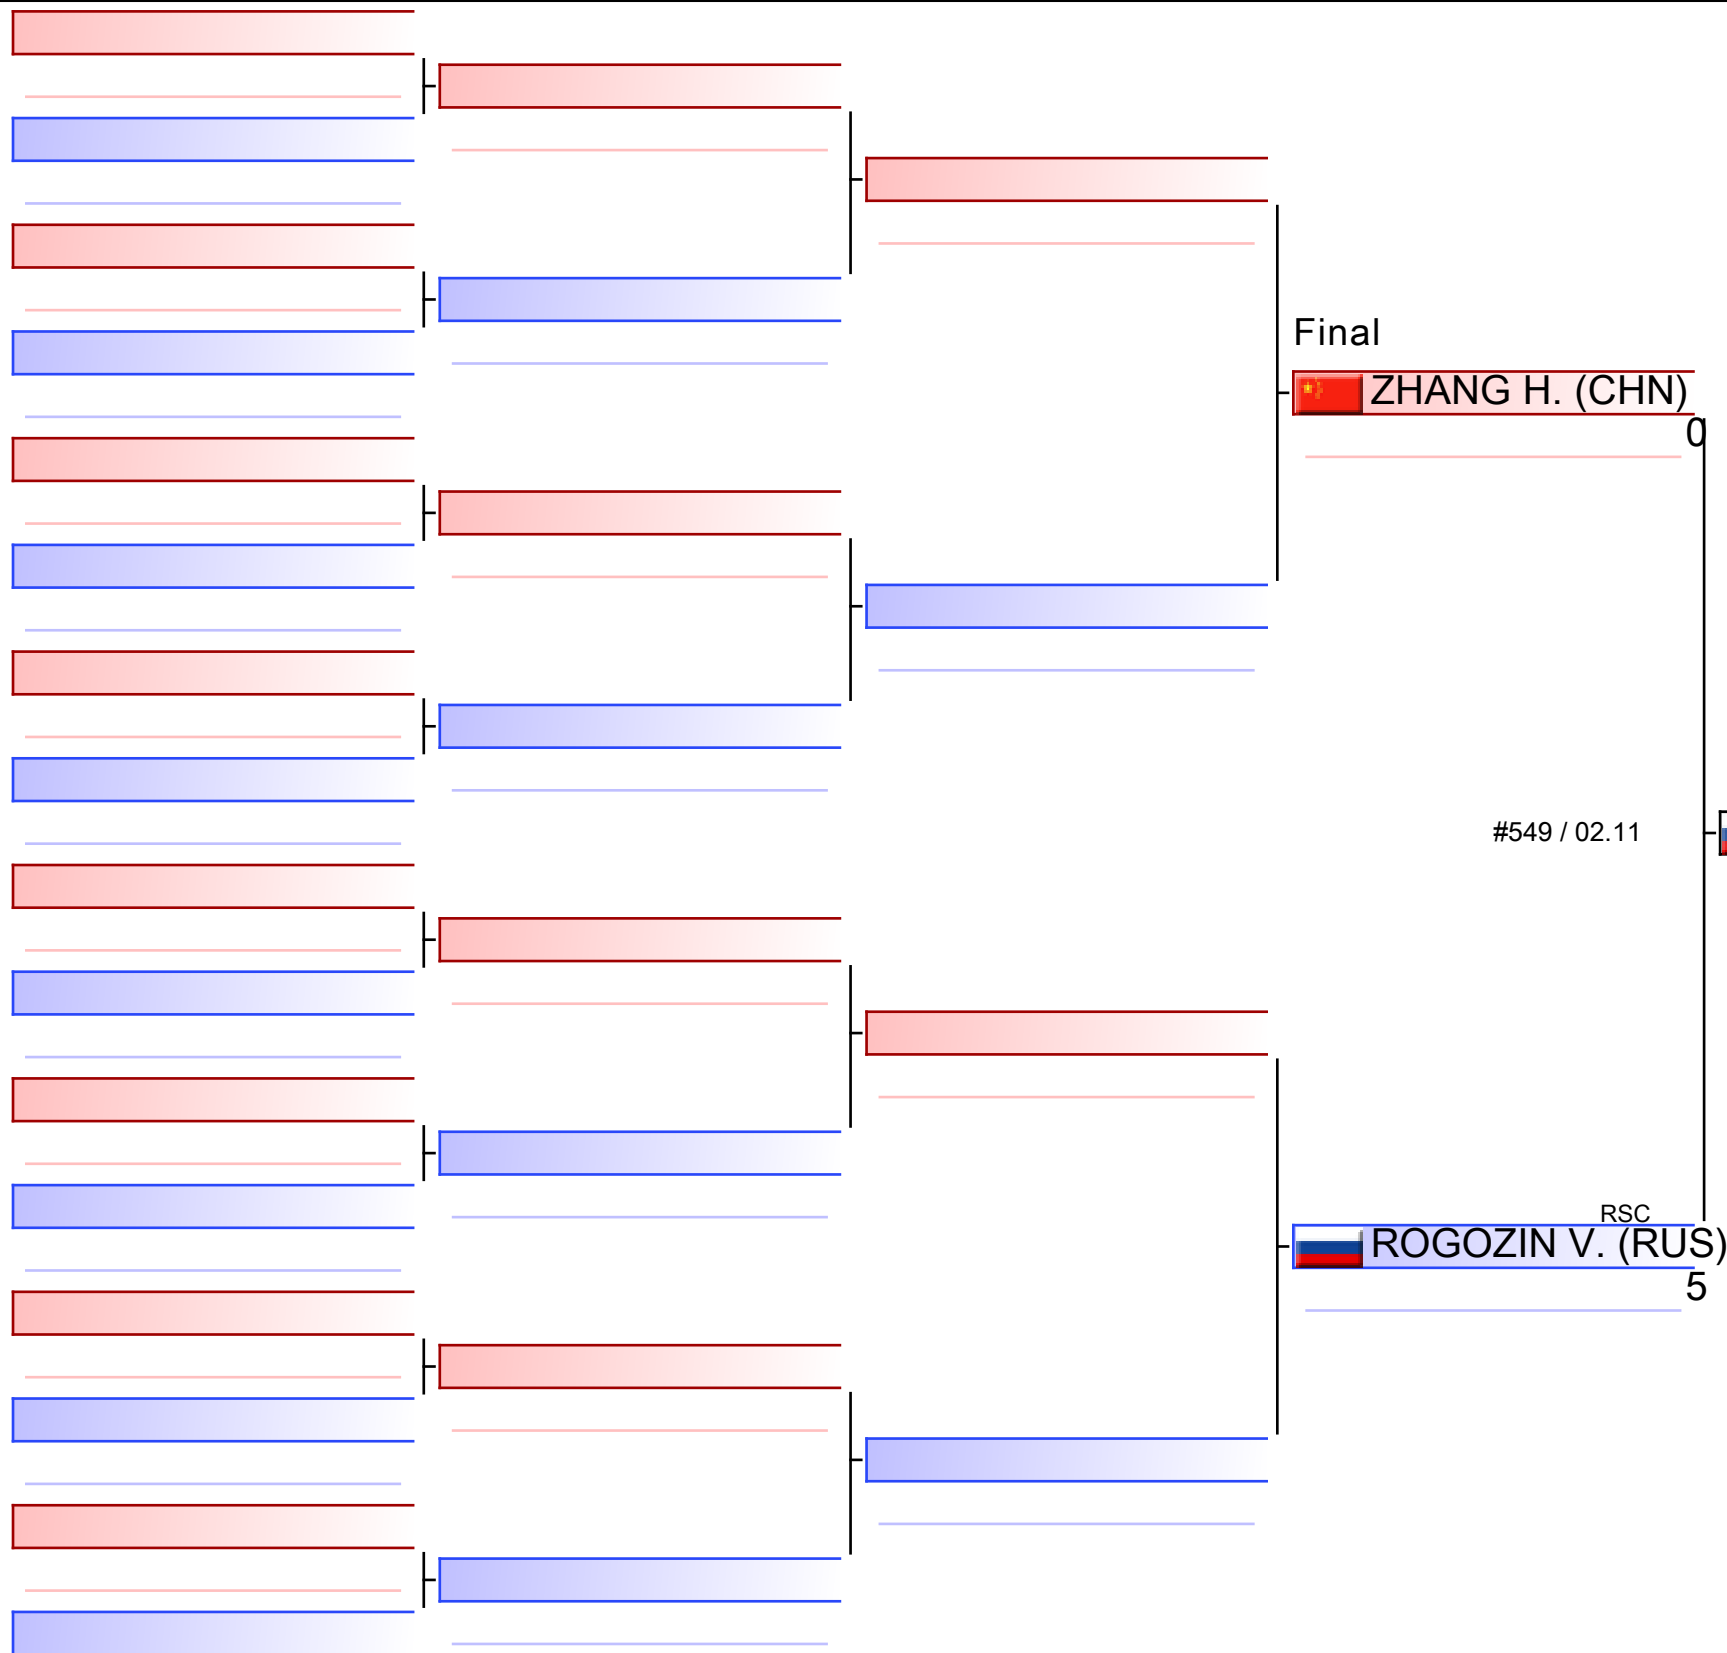 Final
ZHANG H. (CHN)
0
#549 / 02.11
RSC
ROGOZIN V. (RUS)
5